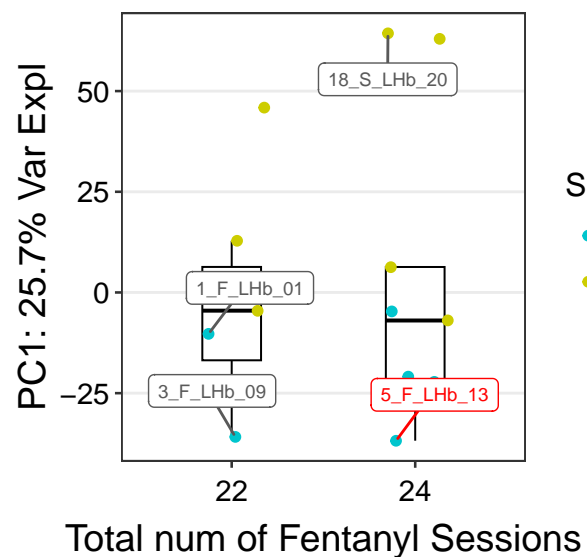 PC1: 25.7% Var Expl
50
25
0
−25
18_S_LHb_20
1_F_LHb_01
3_F_LHb_09
5_F_LHb_13
22
24
Total num of Fentanyl Sessions
S